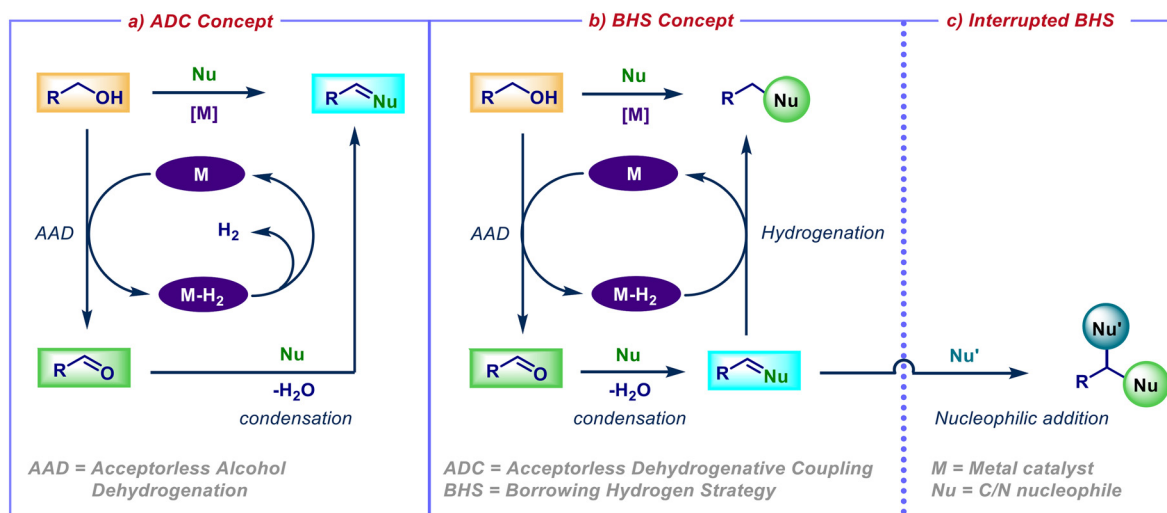 a) ADC Concept
Nu
R OH
[M]
R Nu
M
AAD
H₂
M-H₂
R O
Nu
-H₂O
condensation
AAD = Acceptorless Alcohol
Dehydrogenation
b) BHS Concept
Nu
R OH
[M]
R Nu
M
AAD
Hydrogenation
M-H₂
R O
Nu
-H₂O
condensation
R Nu
ADC = Acceptorless Dehydrogenative Coupling
BHS = Borrowing Hydrogen Strategy
c) Interrupted BHS
Nu'
Nu'
R Nu
Nucleophilic addition
M = Metal catalyst
Nu = C/N nucleophile